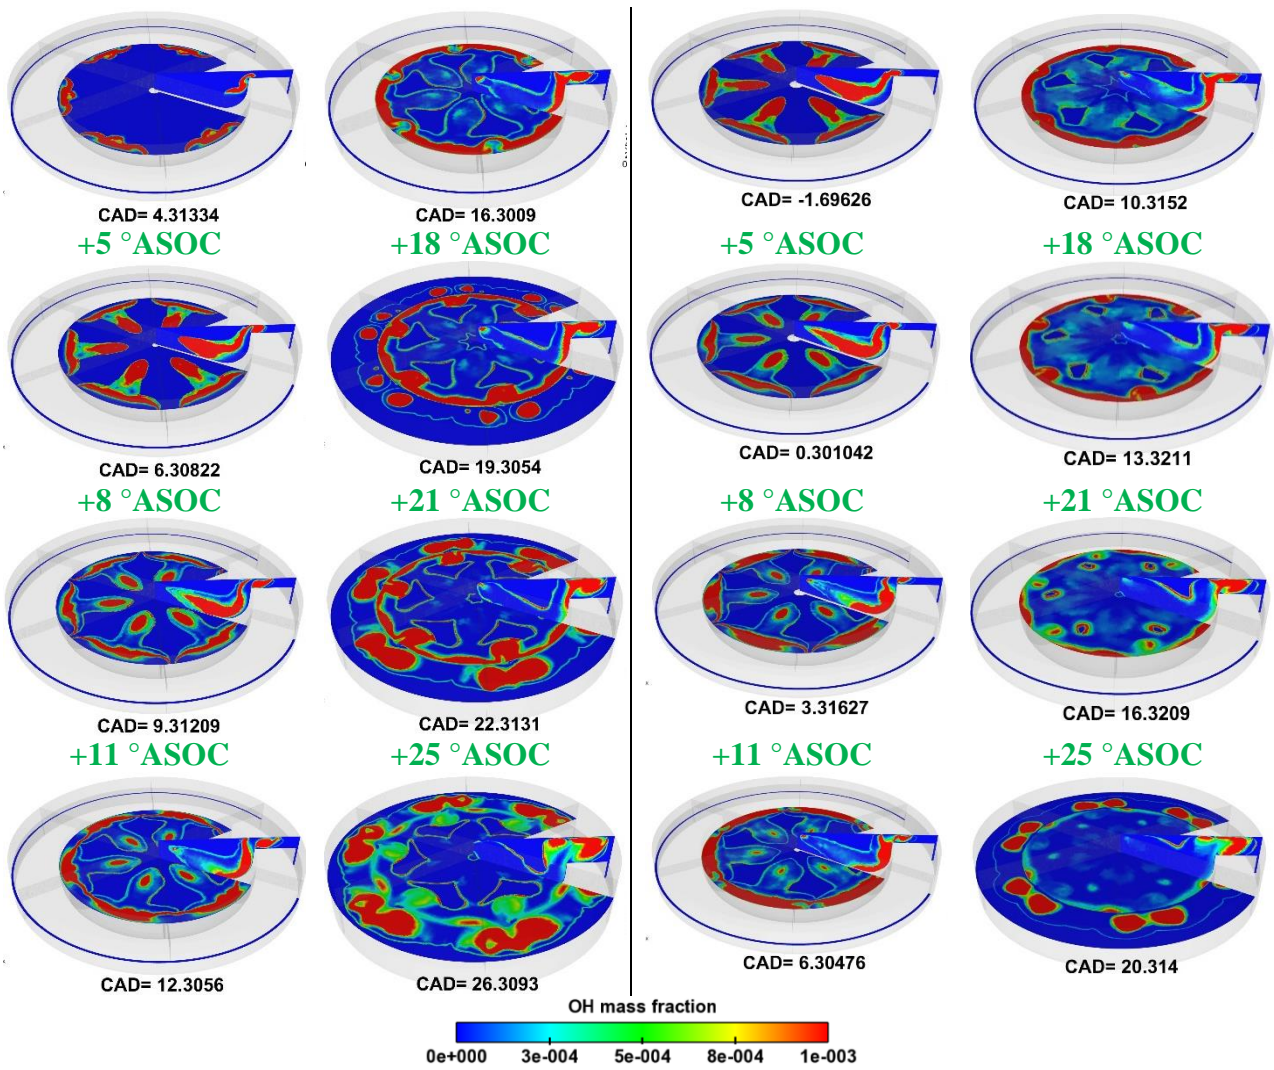 CAD= 4.31334
CAD= 16.3009
CAD= -1.69626
CAD= 10.3152
+5 °ASOC
+18 °ASOC
+5 °ASOC
+18 °ASOC
CAD= 6.30822
CAD= 19.3054
CAD= 0.301042
CAD= 13.3211
+8 °ASOC
+21 °ASOC
+8 °ASOC
+21 °ASOC
CAD= 9.31209
CAD= 22.3131
CAD= 3.31627
CAD= 16.3209
+11 °ASOC
+25 °ASOC
+11 °ASOC
+25 °ASOC
CAD= 12.3056
CAD= 26.3093
CAD= 6.30476
CAD= 20.314
OH mass fraction
0e+000 3e-004 5e-004 8e-004 1e-003